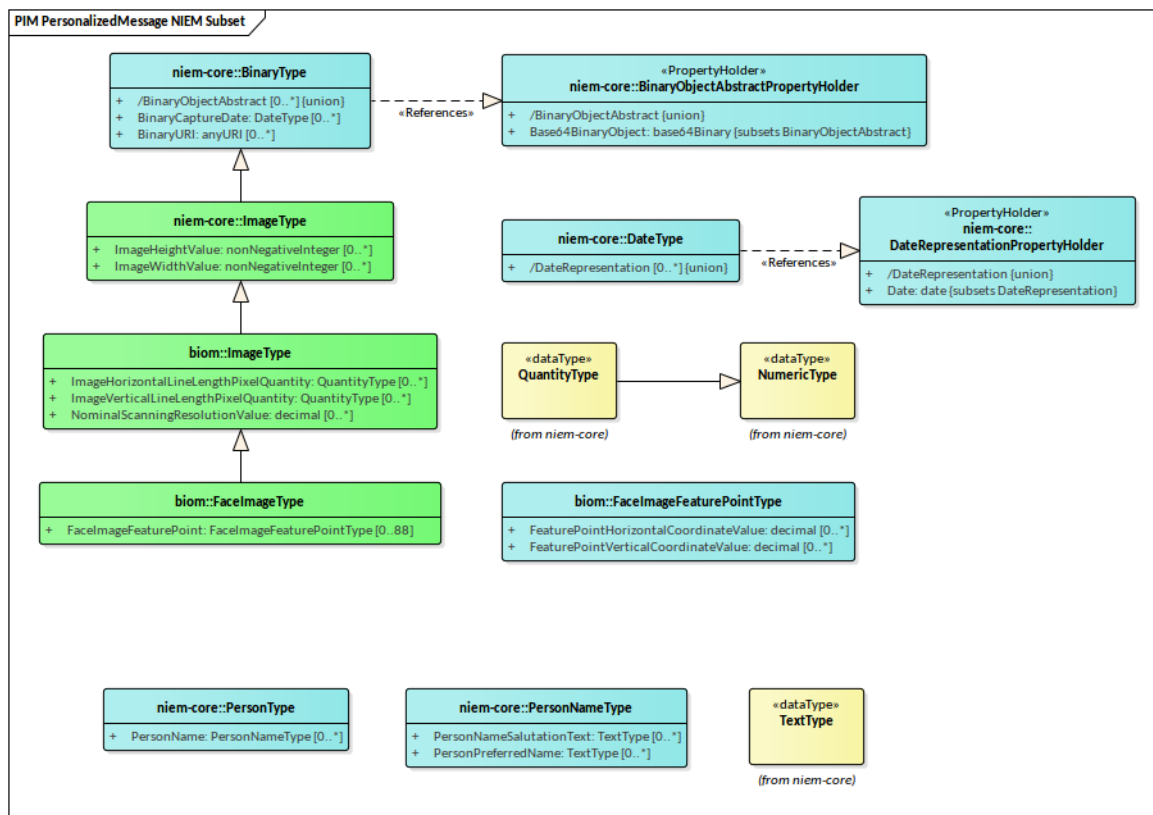 PIM PersonalizedMessage NIEM Subset
niem-core::BinaryType
+ /BinaryObjectAbstract [0..*] {union}
+ BinaryCaptureDate: DateType [0..*]
+ BinaryURI: anyURI [0..*]
«References»
«PropertyHolder»
niem-core::BinaryObjectAbstractPropertyHolder
+ /BinaryObjectAbstract {union}
+ Base64BinaryObject: base64Binary {subsets BinaryObjectAbstract}
niem-core::ImageType
+ ImageHeightValue: nonNegativeInteger [0..*]
+ ImageWidthValue: nonNegativeInteger [0..*]
niem-core::DateType
+ /DateRepresentation [0..*] {union}
«References»
«PropertyHolder»
niem-core::
DateRepresentationPropertyHolder
+ /DateRepresentation {union}
+ Date: date {subsets DateRepresentation}
biom::ImageType
+ ImageHorizontalLineLengthPixelQuantity: QuantityType [0..*]
+ ImageVerticalLineLengthPixelQuantity: QuantityType [0..*]
+ NominalScanningResolutionValue: decimal [0..*]
«dataType»
QuantityType
(from niem-core)
«dataType»
NumericType
(from niem-core)
biom::FaceImageType
+ FaceImageFeaturePoint: FaceImageFeaturePointType [0..88]
biom::FaceImageFeaturePointType
+ FeaturePointHorizontalCoordinateValue: decimal [0..*]
+ FeaturePointVerticalCoordinateValue: decimal [0..*]
niem-core::PersonType
+ PersonName: PersonNameType [0..*]
niem-core::PersonNameType
+ PersonNameSalutationText: TextType [0..*]
+ PersonPreferredName: TextType [0..*]
«dataType»
TextType
(from niem-core)